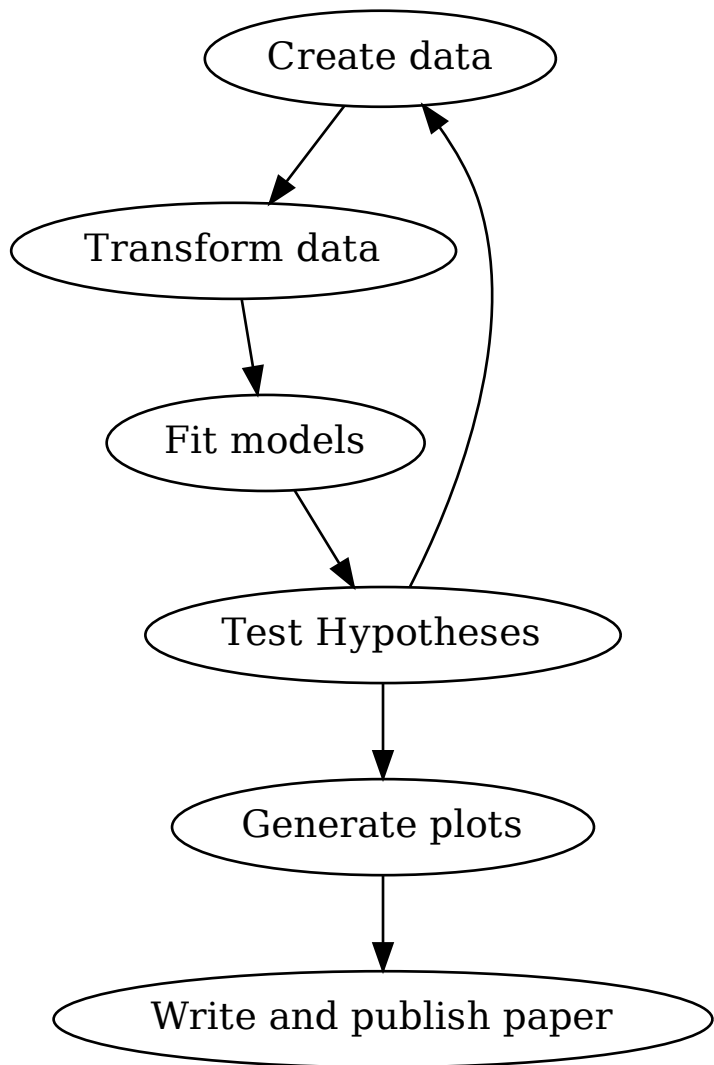 Create data
Transform data
Fit models
Test Hypotheses
Generate plots
Write and publish paper